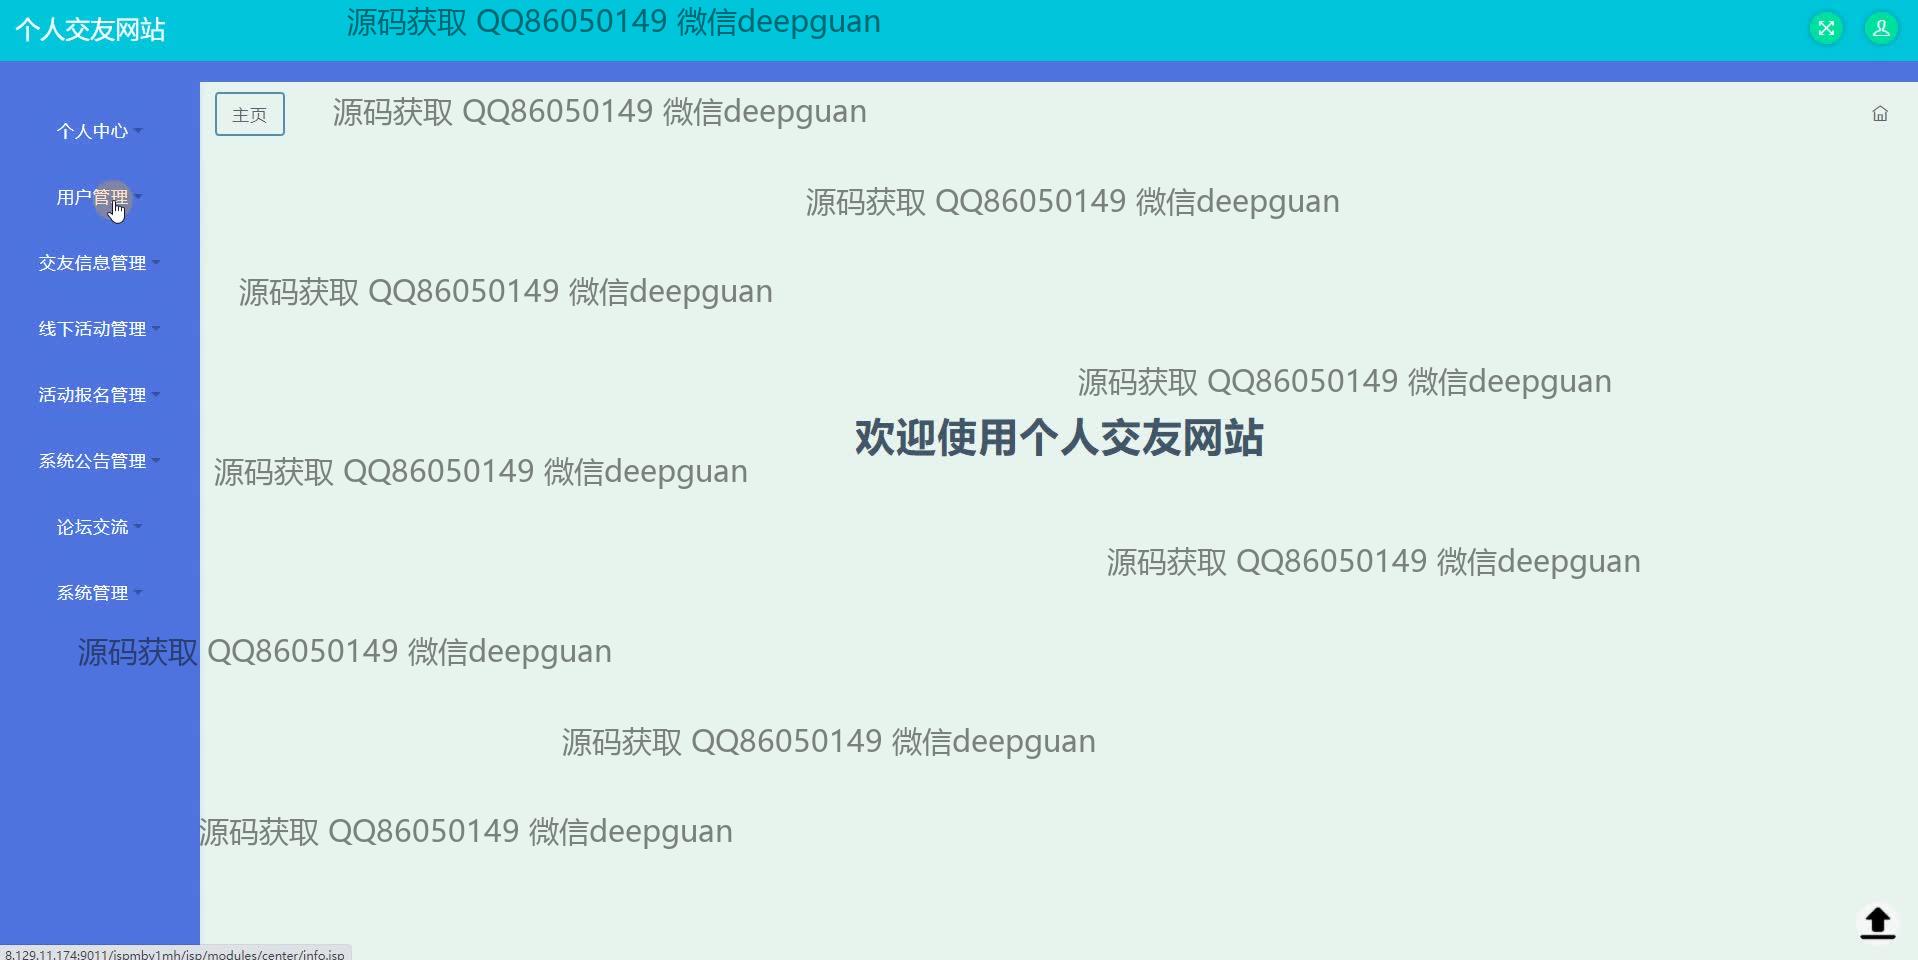 个人交友网站
源码获取 QQ86050149 微信deepguan
主页
源码获取 QQ86050149 微信deepguan
个人中心
用户管理
源码获取 QQ86050149 微信deepguan
交友信息管理
源码获取 QQ86050149 微信deepguan
线下活动管理
源码获取 QQ86050149 微信deepguan
活动报名管理
欢迎使用个人交友网站
系统公告管理
源码获取 QQ86050149 微信deepguan
论坛交流
源码获取 QQ86050149 微信deepguan
系统管理
源码获取 QQ86050149 微信deepguan
源码获取 QQ86050149 微信deepguan
源码获取 QQ86050149 微信deepguan
8.129.11.174:9011/jspmbv1mh/jsp/modules/center/info.jsp